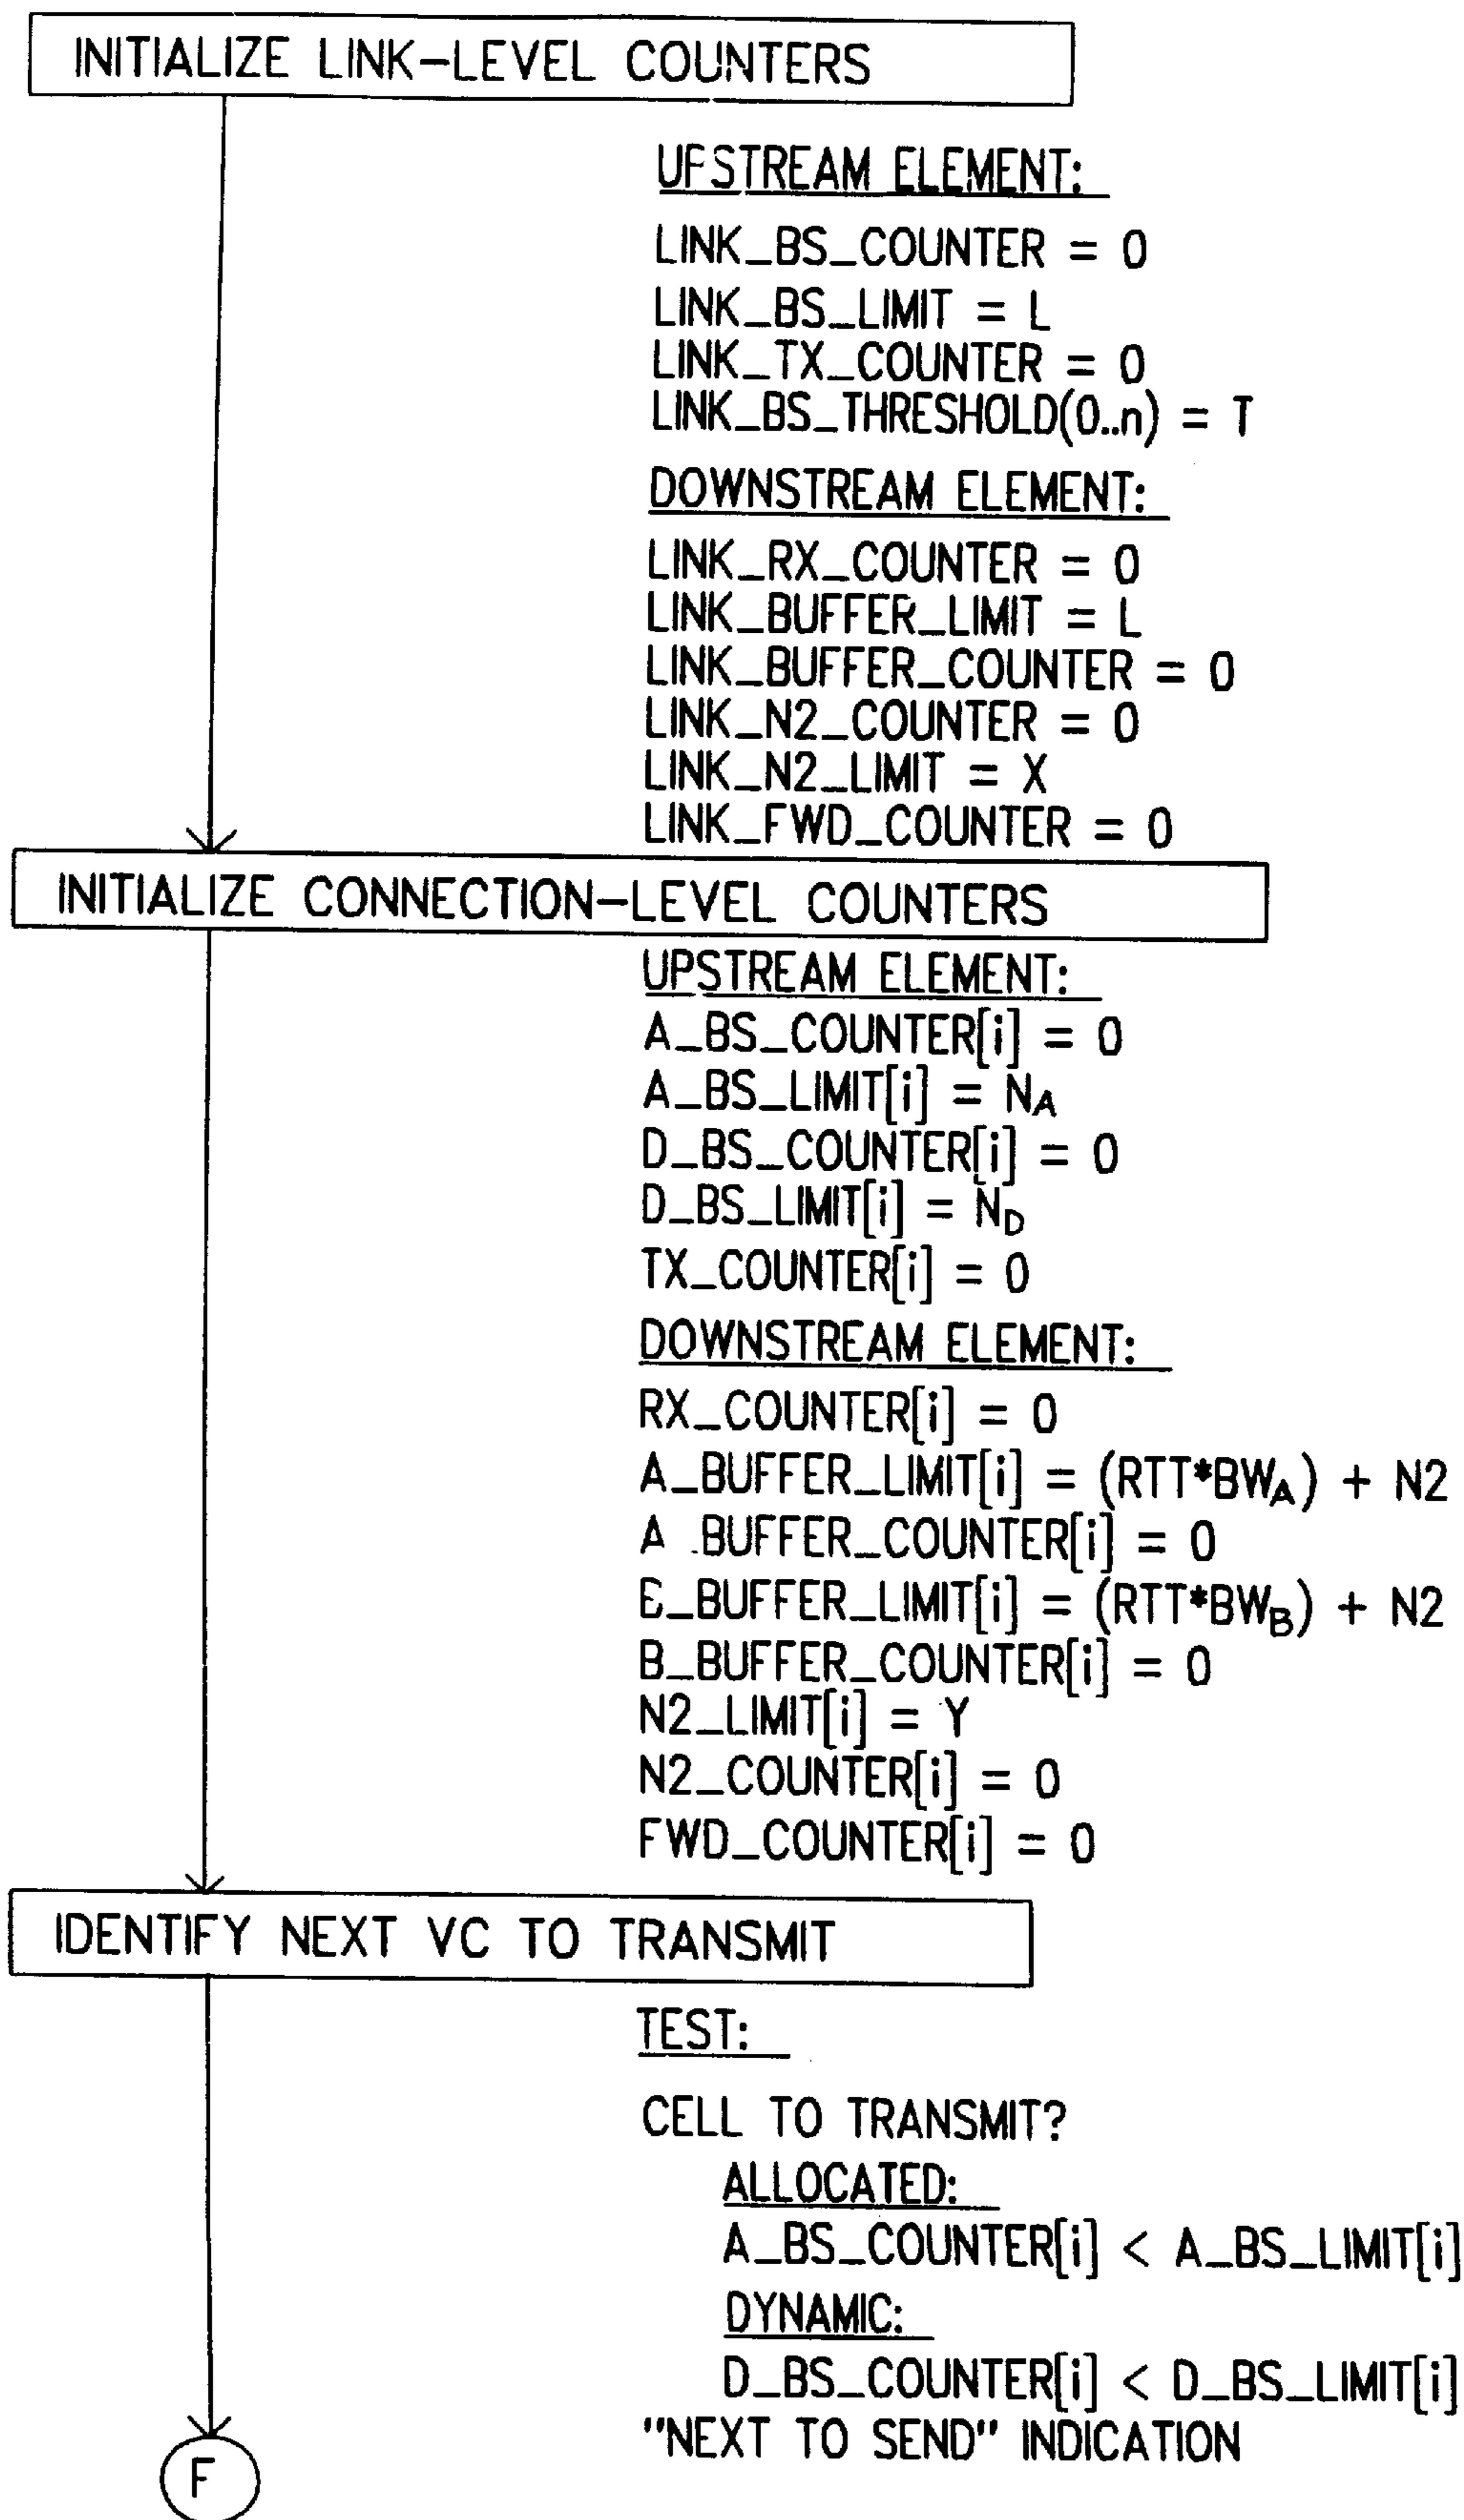 INITIALIZE LINK-LEVEL COUNTERS
UPSTREAM ELEMENT:
LINK_BS_COUNTER = 0
LINK_BS_LIMIT = L
LINK_TX_COUNTER = 0
LINK_BS_THRESHOLD(0..n) = T
DOWNSTREAM ELEMENT:
LINK_RX_COUNTER = 0
LINK_BUFFER_LIMIT = L
LINK_BUFFER_COUNTER = 0
LINK_N2_COUNTER = 0
LINK_N2_LIMIT = X
LINK_FWD_COUNTER = 0
INITIALIZE CONNECTION-LEVEL COUNTERS
UPSTREAM ELEMENT:
A_BS_COUNTER[i] = 0
A_BS_LIMIT[i] = NA
D_BS_COUNTER[i] = 0
D_BS_LIMIT[i] = ND
TX_COUNTER[i] = 0
DOWNSTREAM ELEMENT:
RX_COUNTER[i] = 0
A_BUFFER_LIMIT[i] = (RTT*BWA) + N2
A_BUFFER_COUNTER[i] = 0
B_BUFFER_LIMIT[i] = (RTT*BWB) + N2
B_BUFFER_COUNTER[i] = 0
N2_LIMIT[i] = Y
N2_COUNTER[i] = 0
FWD_COUNTER[i] = 0
IDENTIFY NEXT VC TO TRANSMIT
TEST:
CELL TO TRANSMIT?
ALLOCATED:
A_BS_COUNTER[i] < A_BS_LIMIT[i]
DYNAMIC:
D_BS_COUNTER[i] < D_BS_LIMIT[i]
"NEXT TO SEND" INDICATION
F